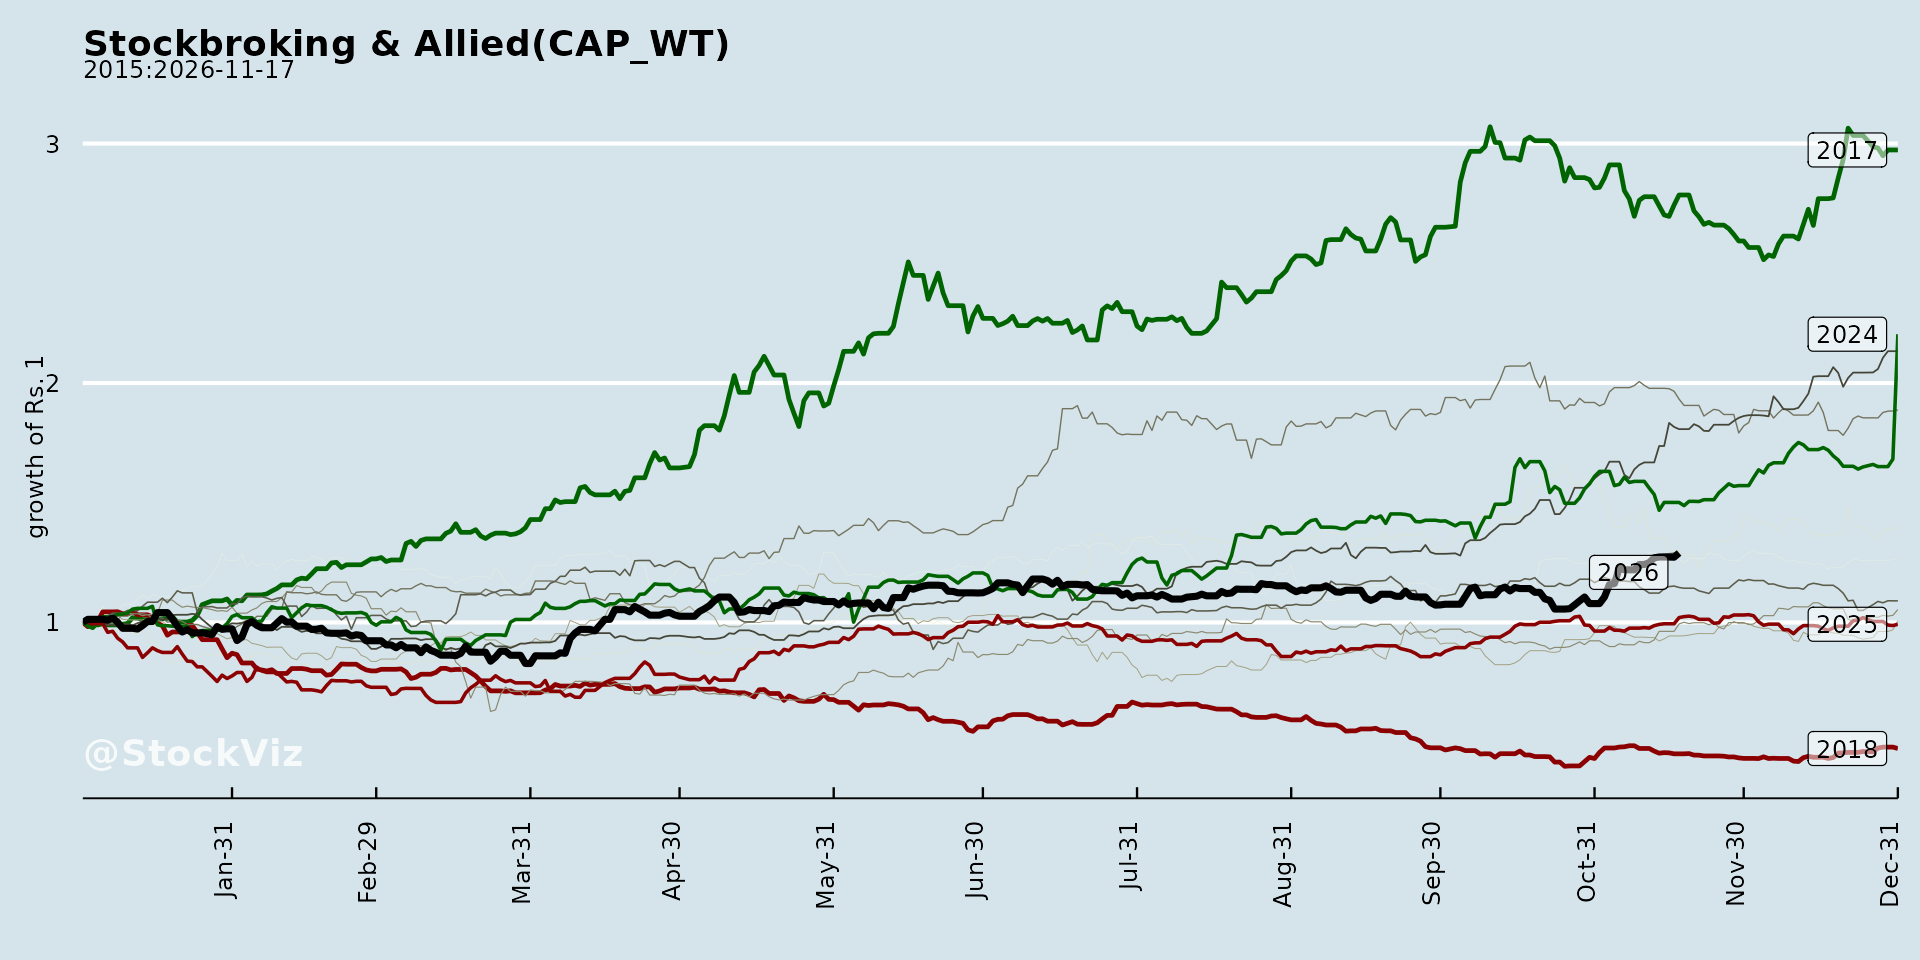 Stockbroking & Allied(CAP_WT)
2015:2026-11-17
growth of Rs. 1
3
2
1
2017
2024
2026
2025
2018
@StockViz
Jan-31
Feb-29
Mar-31
Apr-30
May-31
Jun-30
Jul-31
Aug-31
Sep-30
Oct-31
Nov-30
Dec-31